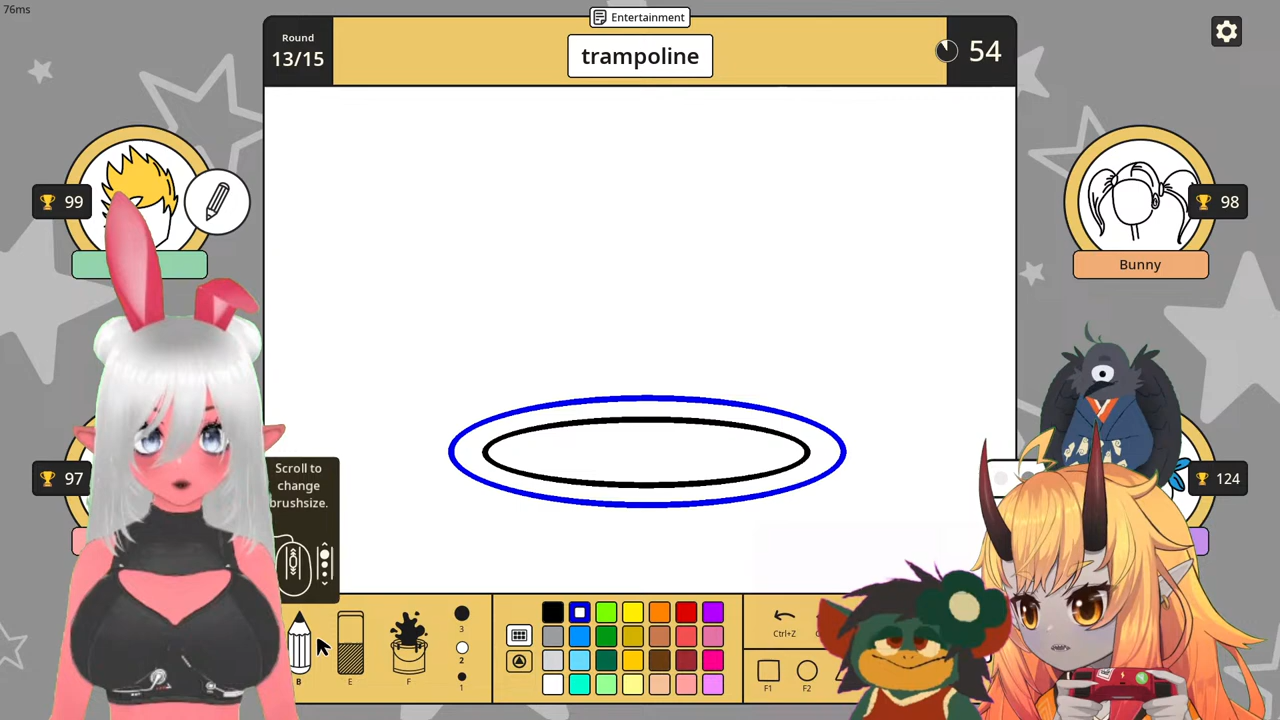 76ms
Entertainment
Round
13/15
trampoline
54
99
98
Bunny
97
124
Scroll to
change
brushsize.
3
2
1
B
E
F
Ctrl+Z
F1
F2